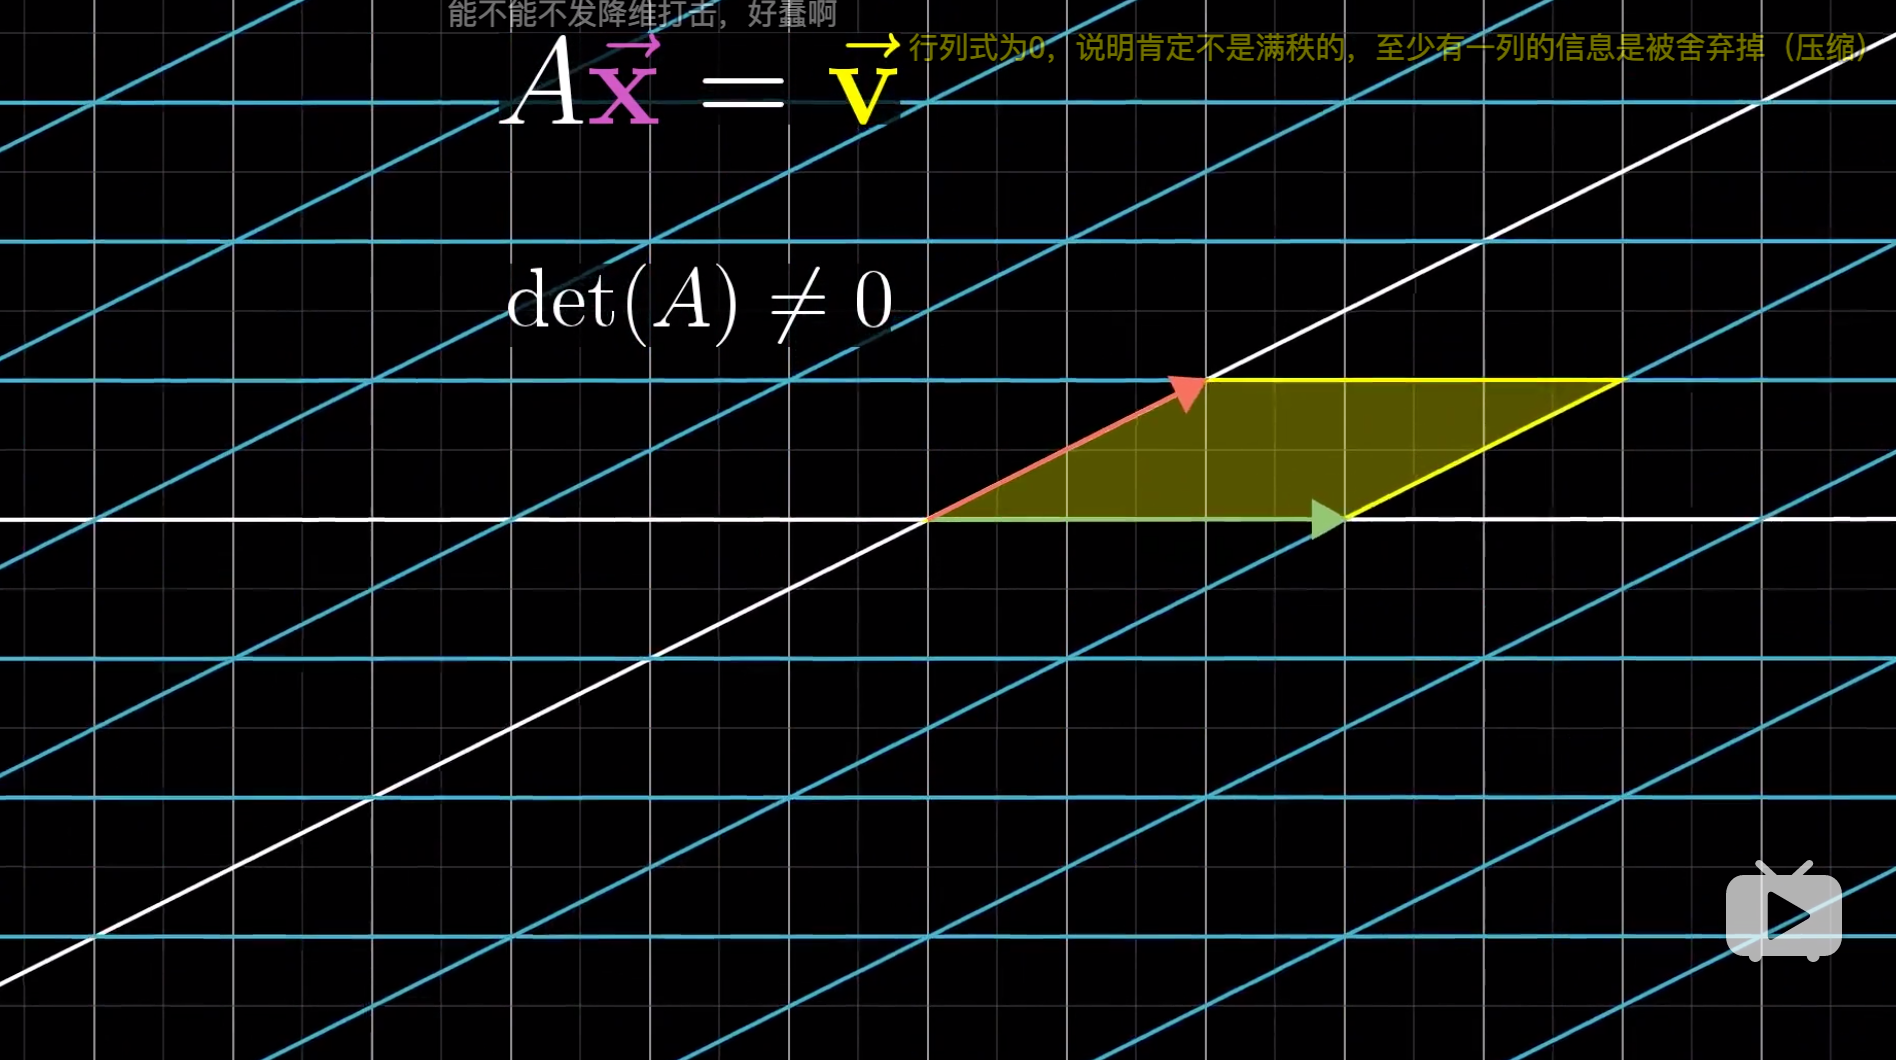 能不能不发降维打击，好蠢啊
行列式为0，说明肯定不是满秩的，至少有一列的信息是被舍弃掉（压缩）
A\vec{x} = \vec{v}
det(A) ≠ 0